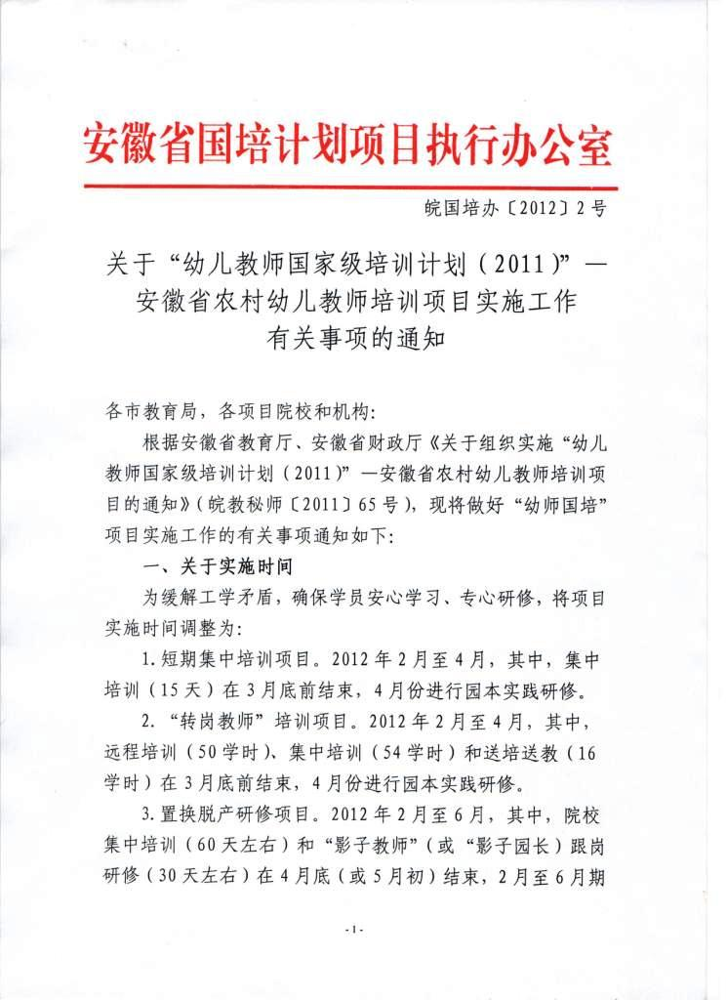 安徽省国培计划项目执行办公室
皖国培办〔2012〕2号
关于“幼儿教师国家级培训计划（2011）”—
安徽省农村幼儿教师培训项目实施工作
有关事项的通知
各市教育局，各项目院校和机构：
根据安徽省教育厅、安徽省财政厅《关于组织实施“幼儿
教师国家级培训计划（2011）”—安徽省农村幼儿教师培训项
目的通知》（皖教秘师〔2011〕65号），现将做好“幼师国培”
项目实施工作的有关事项通知如下：
一、关于实施时间
为缓解工学矛盾，确保学员安心学习、专心研修，将项目
实施时间调整为：
1.短期集中培训项目。2012年2月至4月，其中，集中
培训（15天）在3月底前结束，4月份进行园本实践研修。
2.“转岗教师”培训项目。2012年2月至4月，其中，
远程培训（50学时）、集中培训（54学时）和送培送教（16
学时）在3月底前结束，4月份进行园本实践研修。
3.置换脱产研修项目。2012年2月至6月，其中，院校
集中培训（60天左右）和“影子教师”（或“影子园长）跟岗
研修（30天左右）在4月底（或5月初）结束，2月至6月期
- 1 -